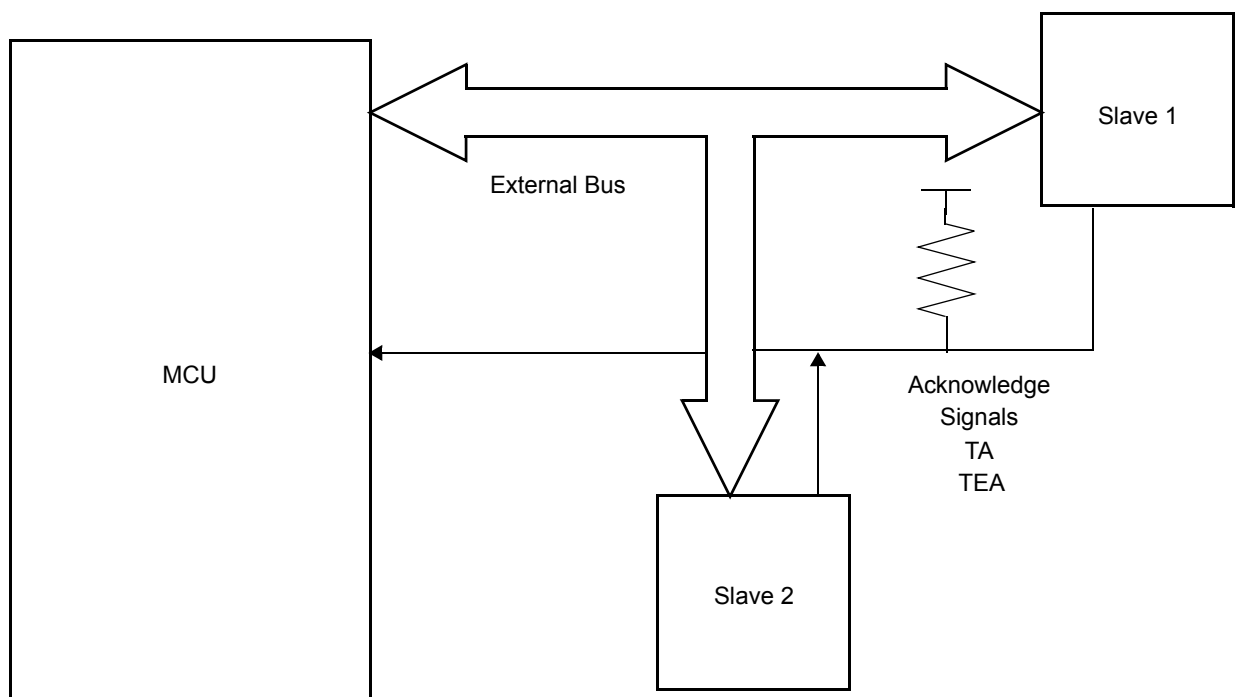 Slave 1
External Bus
MCU
Acknowledge
Signals
TA
TEA
Slave 2